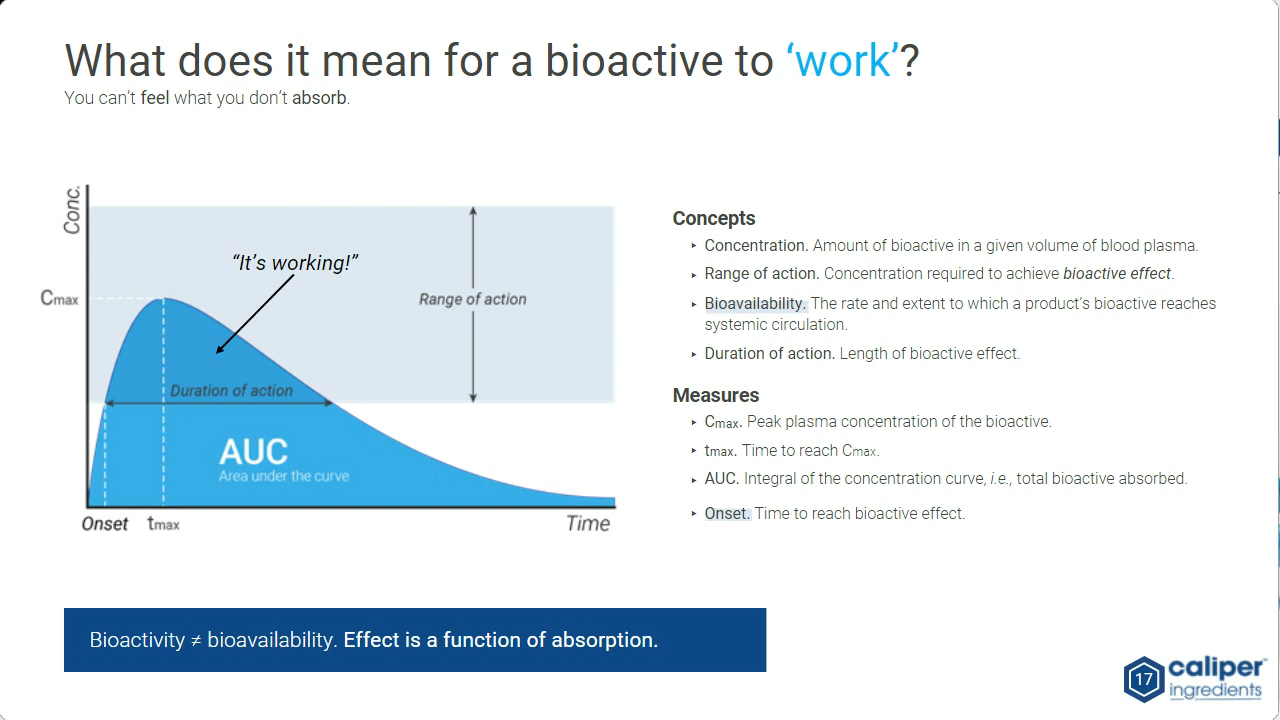 What does it mean for a bioactive to ‘work’?
You can’t feel what you don’t absorb.
Conc.
Cmax
“It’s working!”
Range of action
Duration of action
AUC
Area under the curve
Onset
tmax
Time
Concepts
‣ Concentration. Amount of bioactive in a given volume of blood plasma.
‣ Range of action. Concentration required to achieve bioactive effect.
‣ Bioavailability. The rate and extent to which a product’s bioactive reaches
systemic circulation.
‣ Duration of action. Length of bioactive effect.
Measures
‣ Cmax. Peak plasma concentration of the bioactive.
‣ tmax. Time to reach Cmax.
‣ AUC. Integral of the concentration curve, i.e., total bioactive absorbed.
‣ Onset. Time to reach bioactive effect.
Bioactivity ≠ bioavailability. Effect is a function of absorption.
17
caliper™
ingredients